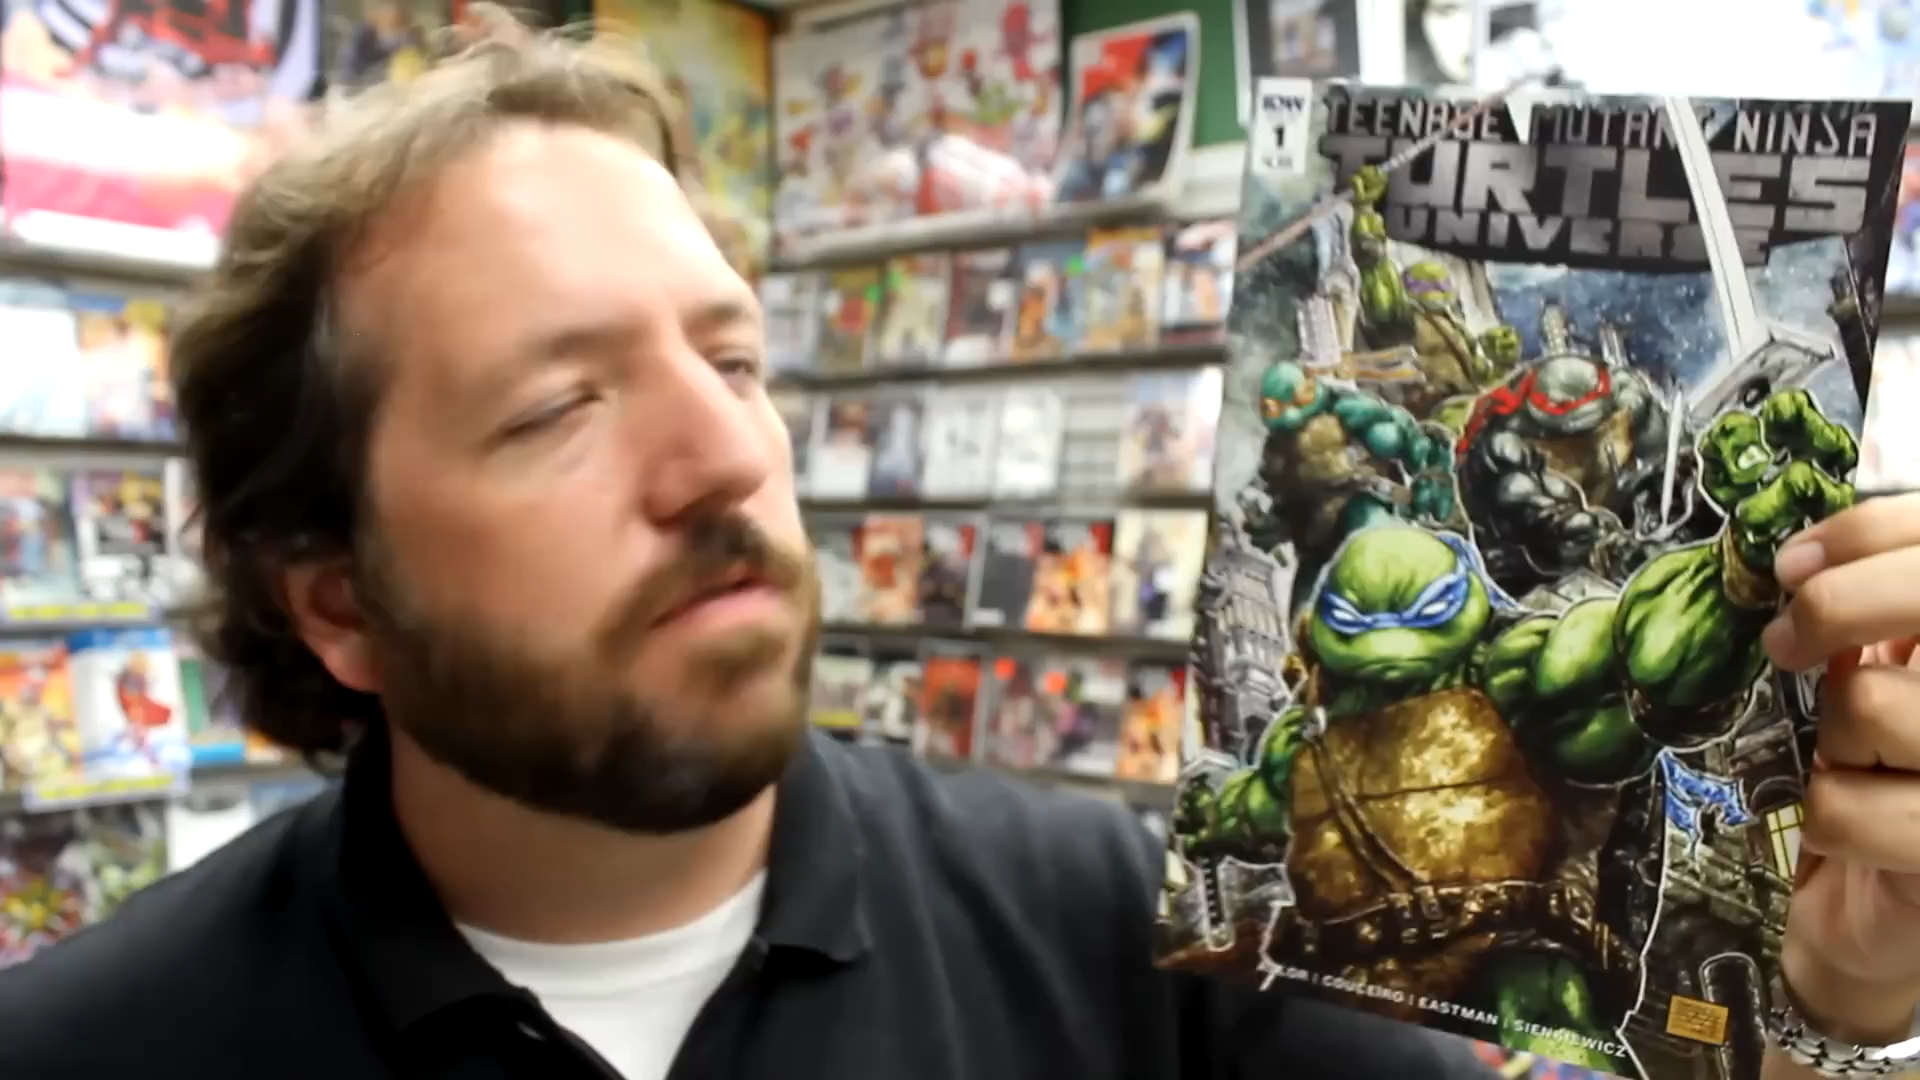 IDW
1
TEENAGE MUTANT NINJA
TURTLES
UNIVERSE
COUCEIRO | EASTMAN | SIENKIEWICZ